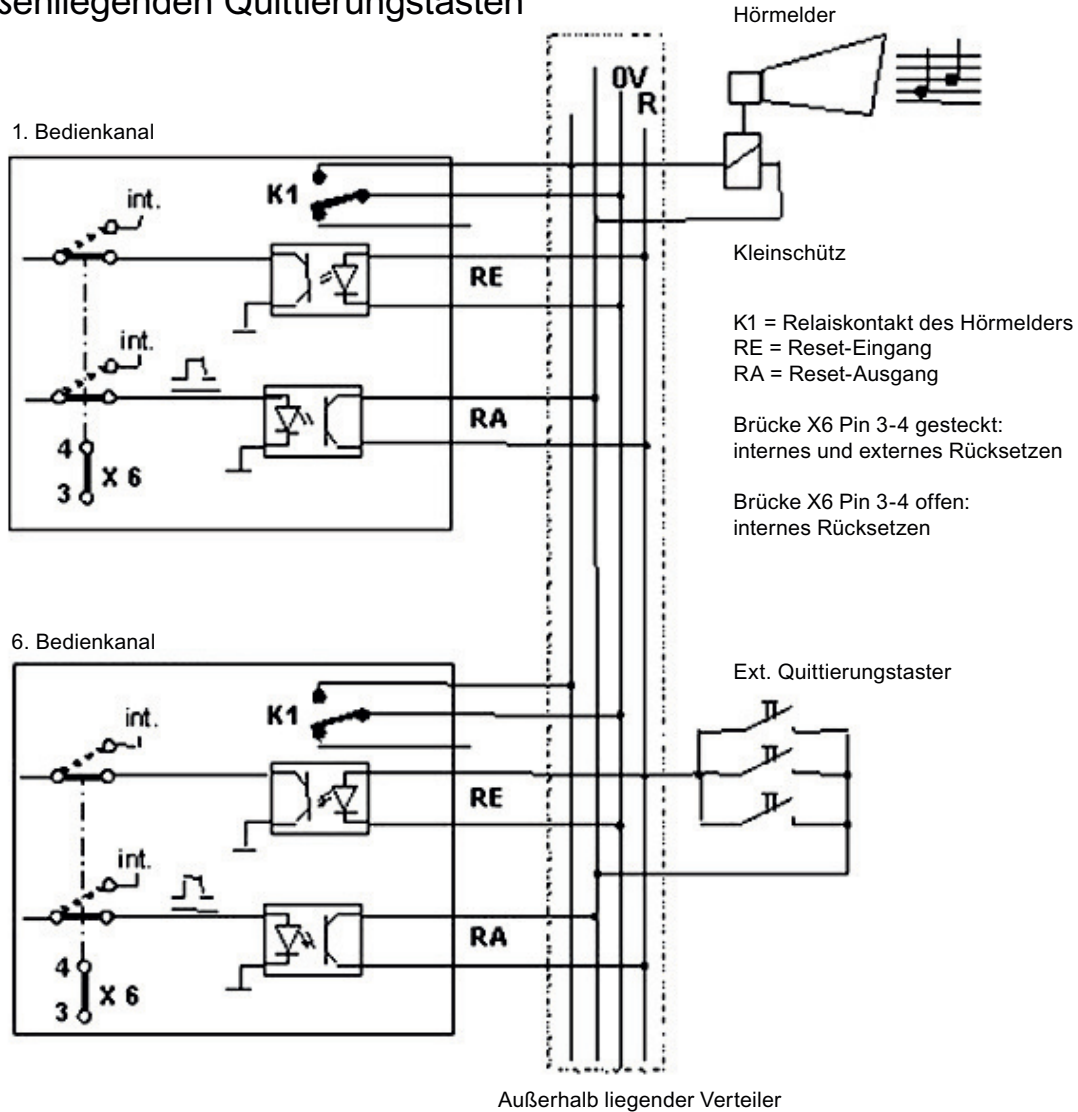 ßenliegenden Quittierungstasten
Hörmelder
0V
R
1. Bedienkanal
K1
int.
RE
int.
RA
4
3
X 6
Kleinschütz
K1 = Relaiskontakt des Hörmelders
RE = Reset-Eingang
RA = Reset-Ausgang
Brücke X6 Pin 3-4 gesteckt:
internes und externes Rücksetzen
Brücke X6 Pin 3-4 offen:
internes Rücksetzen
6. Bedienkanal
K1
int.
RE
int.
RA
4
3
X 6
Ext. Quittierungstaster
Außerhalb liegender Verteiler